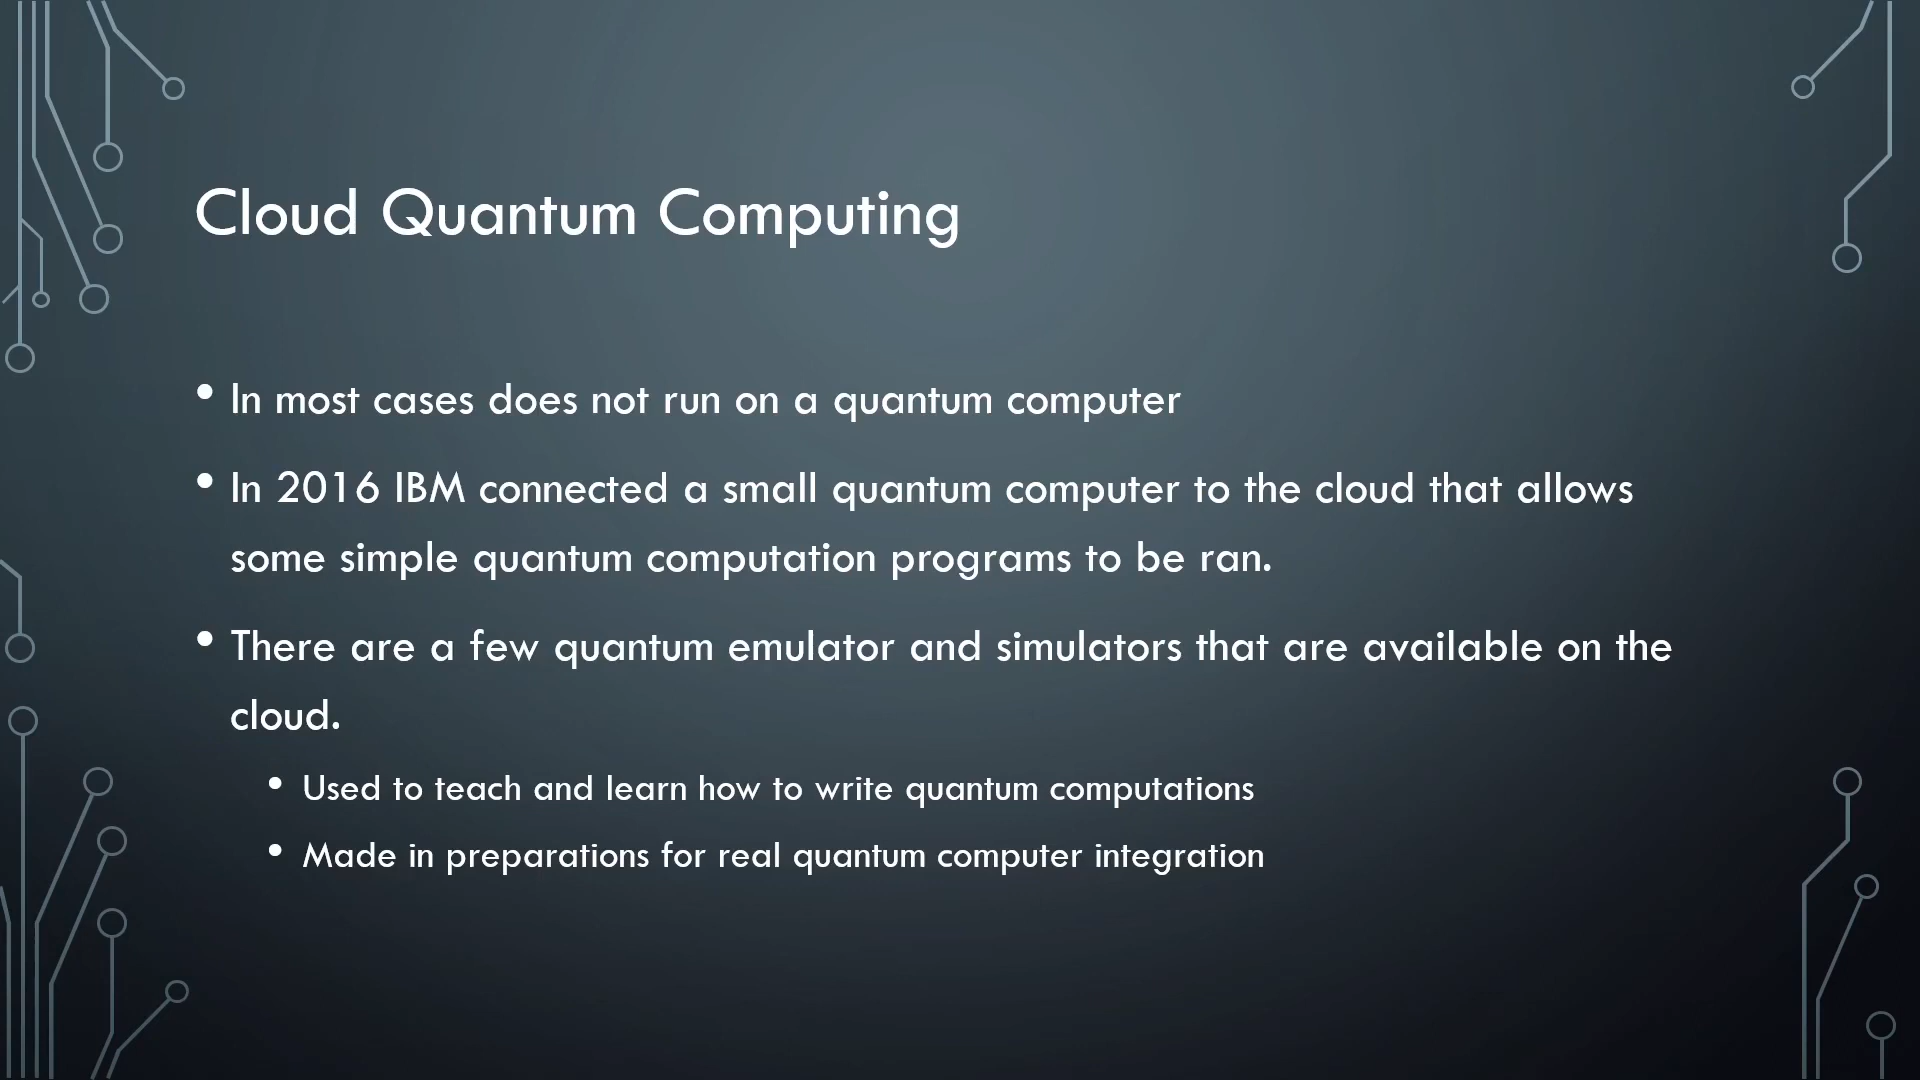 Cloud Quantum Computing
• In most cases does not run on a quantum computer
• In 2016 IBM connected a small quantum computer to the cloud that allows
some simple quantum computation programs to be ran.
• There are a few quantum emulator and simulators that are available on the
cloud.
• Used to teach and learn how to write quantum computations
• Made in preparations for real quantum computer integration